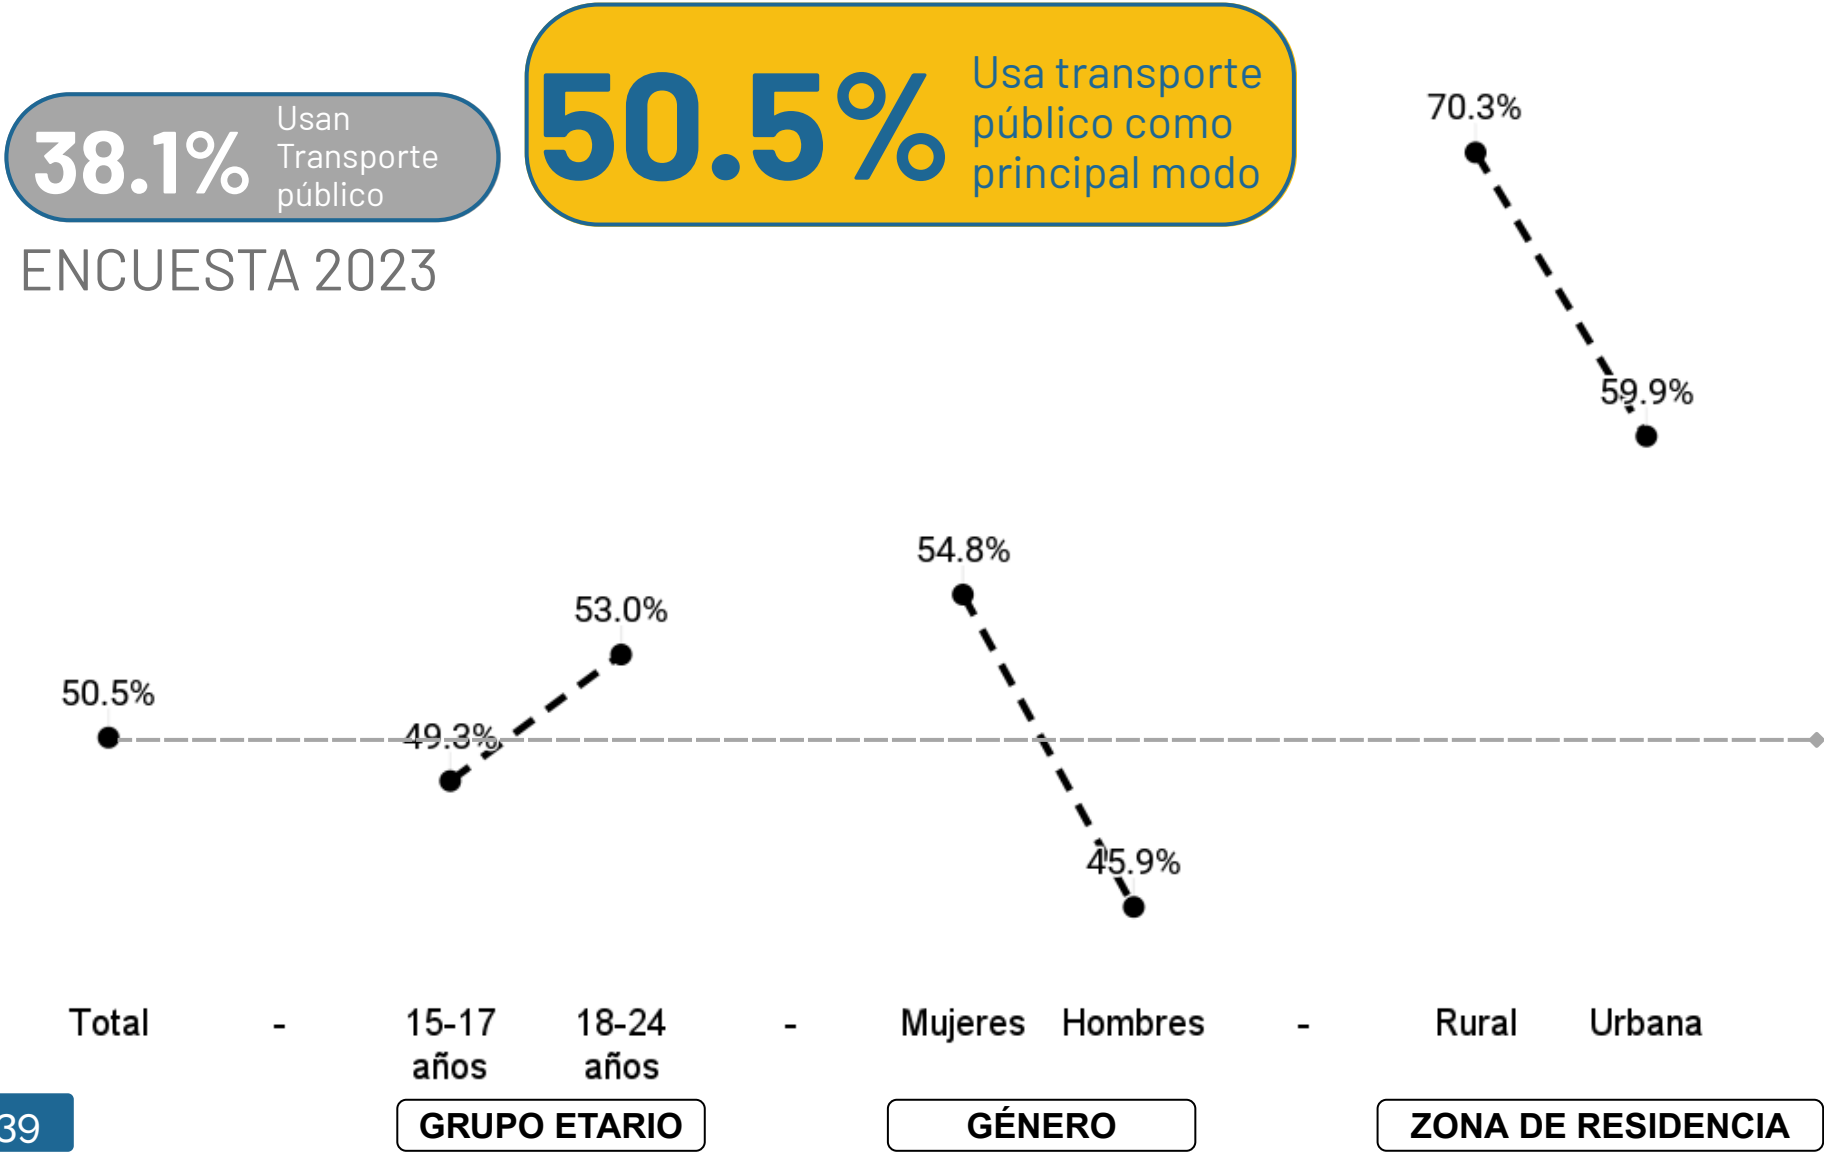 38.1%
Usan
Transporte
público
ENCUESTA 2023
50.5%
Usa transporte
público como
principal modo
50.5%
49.3%
53.0%
54.8%
45.9%
70.3%
59.9%
Total
-
15-17
años
18-24
años
-
Mujeres
Hombres
-
Rural
Urbana
GRUPO ETARIO
GÉNERO
ZONA DE RESIDENCIA
39